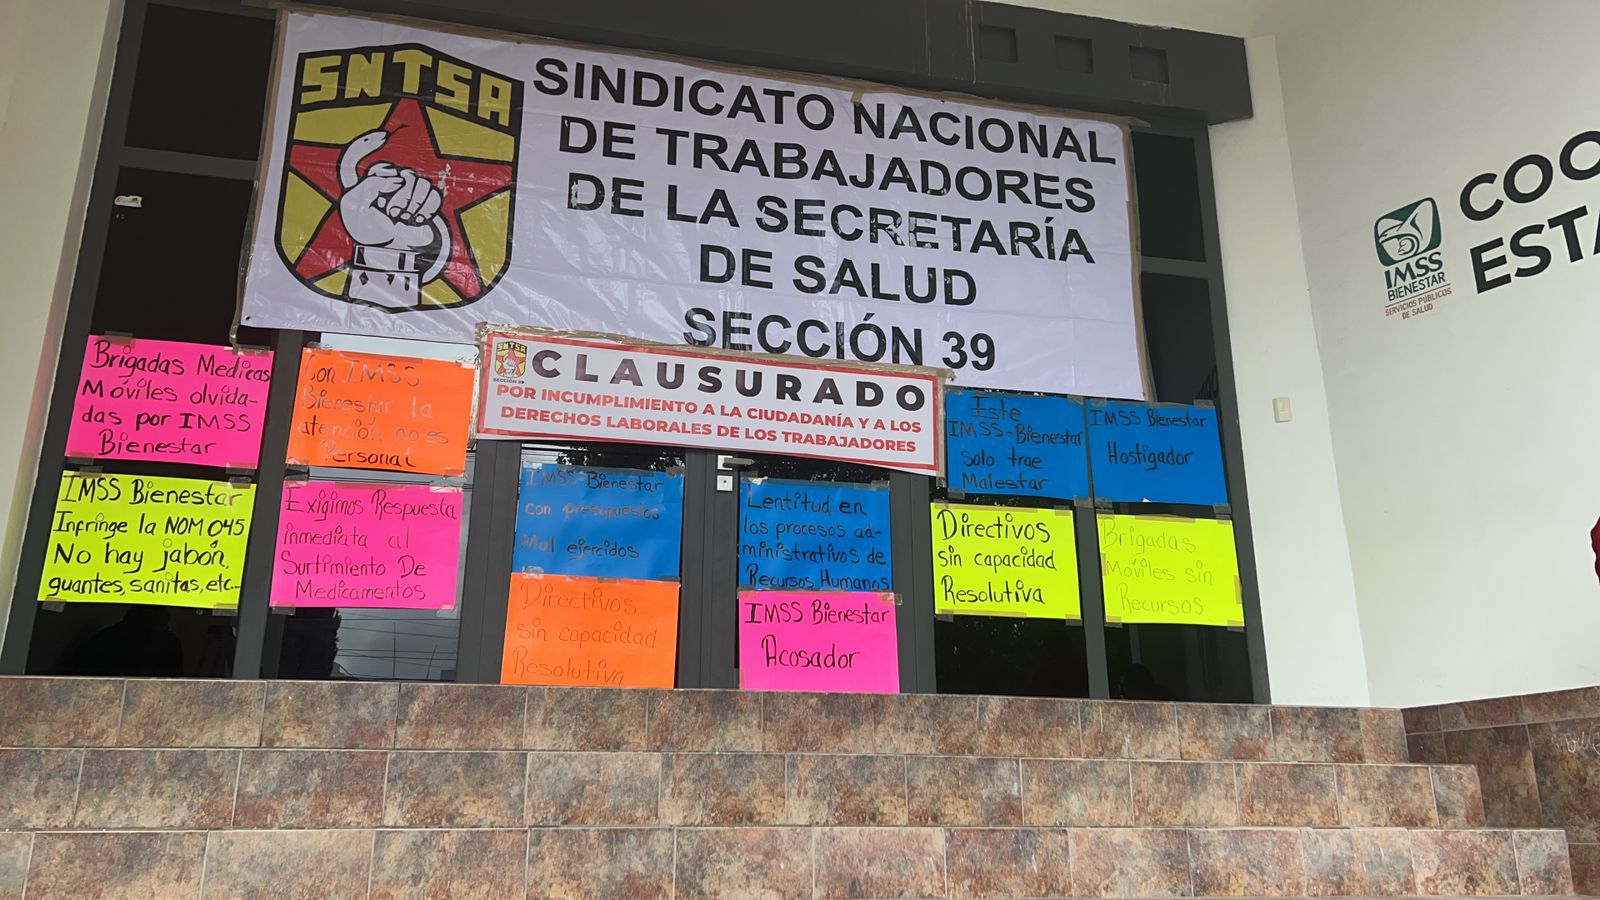 SNTSA
SINDICATO NACIONAL
DE TRABAJADORES
DE LA SECRETARÍA
DE SALUD
SECCIÓN 39
SNTSA
SECCIÓN 39
CLAUSURADO
POR INCUMPLIMIENTO A LA CIUDADANÍA Y A LOS
DERECHOS LABORALES DE LOS TRABAJADORES
IMSS
BIENESTAR
SERVICIOS PÚBLICOS
DE SALUD
COO
ESTA
Brigadas Medicas
Móviles olvida-
das por IMSS
Bienestar
Con IMSS
Bienestar la
atención no es
Personal
Este
IMSS-Bienestar
solo trae
Malestar
IMSS Bienestar
Hostigador
IMSS Bienestar
Infringe la NOM 045
No hay jabón,
guantes, sanitas, etc...
Exigimos Respuesta
inmediata al
Surtimiento De
Medicamentos
IMSS-Bienestar
con presupuestos
Mal ejercidos
Lentitud en
los procesos ad-
ministrativos de
Recursos Humanos
Directivos
sin capacidad
Resolutiva
Brigadas
Móviles sin
Recursos
Directivos
sin capacidad
Resolutiva
IMSS Bienestar
Acosador